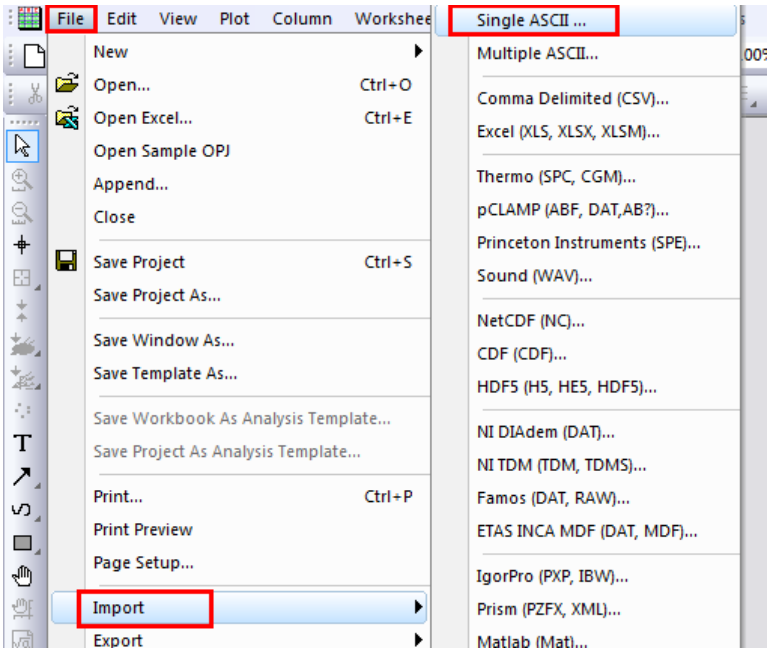 File Edit View Plot Column Workshee
New
Open... Ctrl+O
Open Excel... Ctrl+E
Open Sample OPJ
Append...
Close
Save Project Ctrl+S
Save Project As...
Save Window As...
Save Template As...
Save Workbook As Analysis Template...
Save Project As Analysis Template...
Print... Ctrl+P
Print Preview
Page Setup...
Import
Export
Single ASCII ...
Multiple ASCII...
Comma Delimited (CSV)...
Excel (XLS, XLSX, XLSM)...
Thermo (SPC, CGM)...
pCLAMP (ABF, DAT,AB?)...
Princeton Instruments (SPE)...
Sound (WAV)...
NetCDF (NC)...
CDF (CDF)...
HDF5 (H5, HE5, HDF5)...
NI DIAdem (DAT)...
NI TDM (TDM, TDMS)...
Famos (DAT, RAW)...
ETAS INCA MDF (DAT, MDF)...
IgorPro (PXP, IBW)...
Prism (PZFX, XML)...
Matlab (Mat)...
T